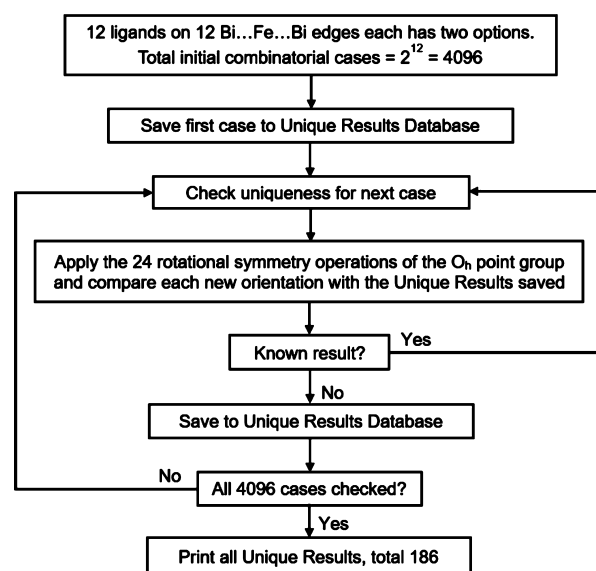 12 ligands on 12 Bi...Fe...Bi edges each has two options.
Total initial combinatorial cases = 2^12 = 4096
Save first case to Unique Results Database
Check uniqueness for next case
Apply the 24 rotational symmetry operations of the Oₕ point group
and compare each new orientation with the Unique Results saved
Known result?
Yes
No
Save to Unique Results Database
No
All 4096 cases checked?
Yes
Print all Unique Results, total 186